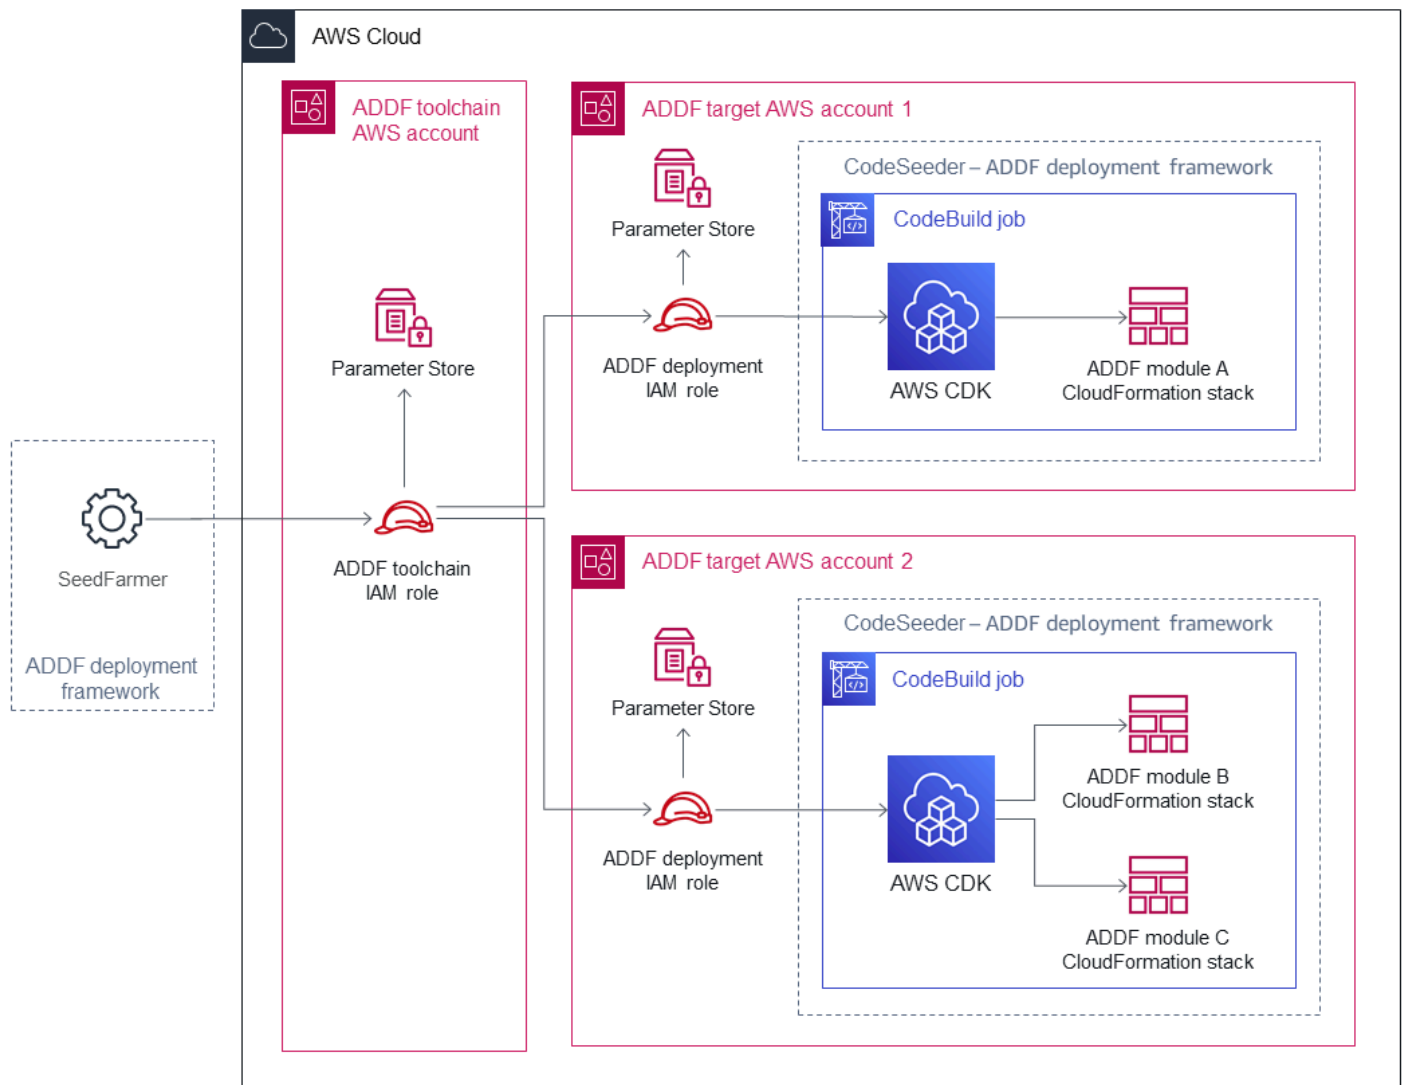 AWS Cloud
ADDF toolchain
AWS account
Parameter Store
ADDF toolchain
IAM role
SeedFarmer
ADDF deployment
framework
ADDF target AWS account 1
Parameter Store
ADDF deployment
IAM role
CodeSeeder – ADDF deployment framework
CodeBuild job
AWS CDK
ADDF module A
CloudFormation stack
ADDF target AWS account 2
Parameter Store
ADDF deployment
IAM role
CodeSeeder – ADDF deployment framework
CodeBuild job
AWS CDK
ADDF module B
CloudFormation stack
ADDF module C
CloudFormation stack